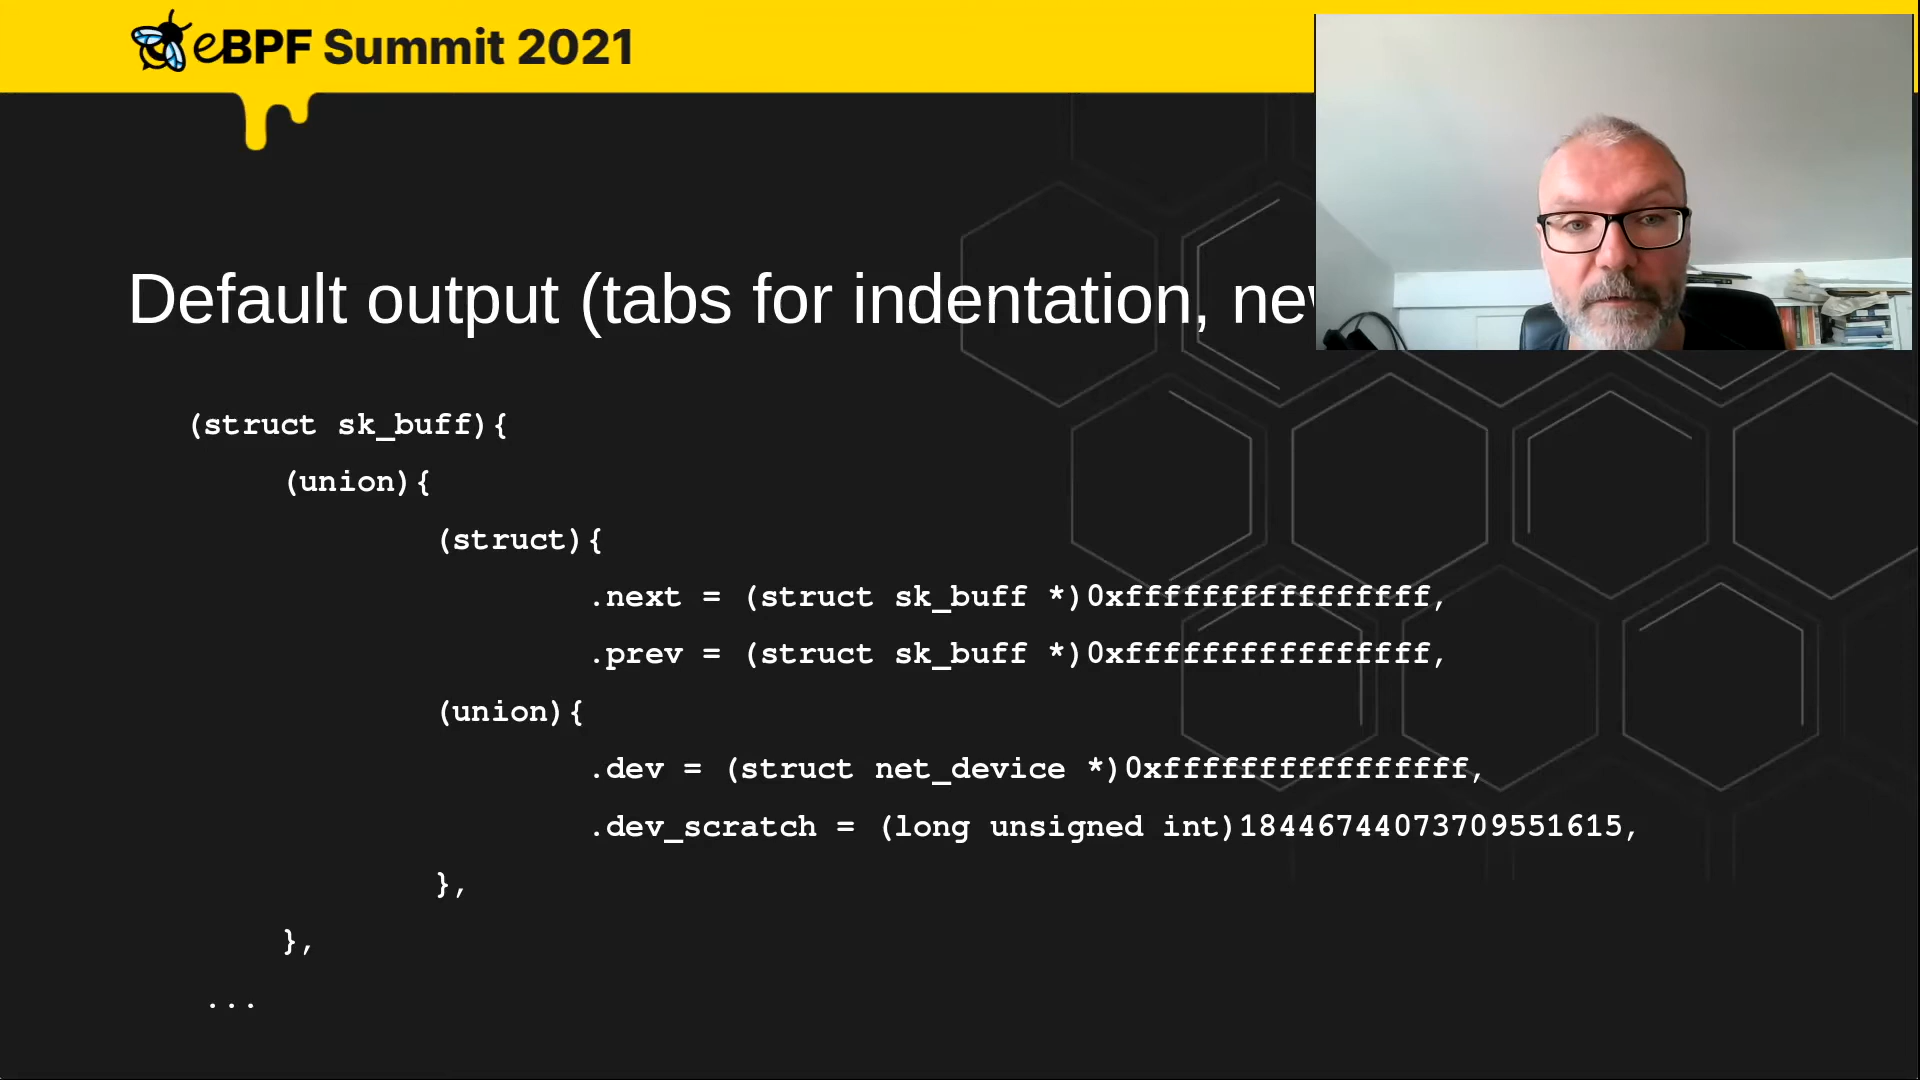 eBPF Summit 2021
Default output (tabs for indentation,
(struct sk_buff){
(union){
(struct){
.next = (struct sk_buff *)0xffffffffffffffff,
.prev = (struct sk_buff *)0xffffffffffffffff,
(union){
.dev = (struct net_device *)0xffffffffffffffff,
.dev_scratch = (long unsigned int)18446744073709551615,
},
},
...